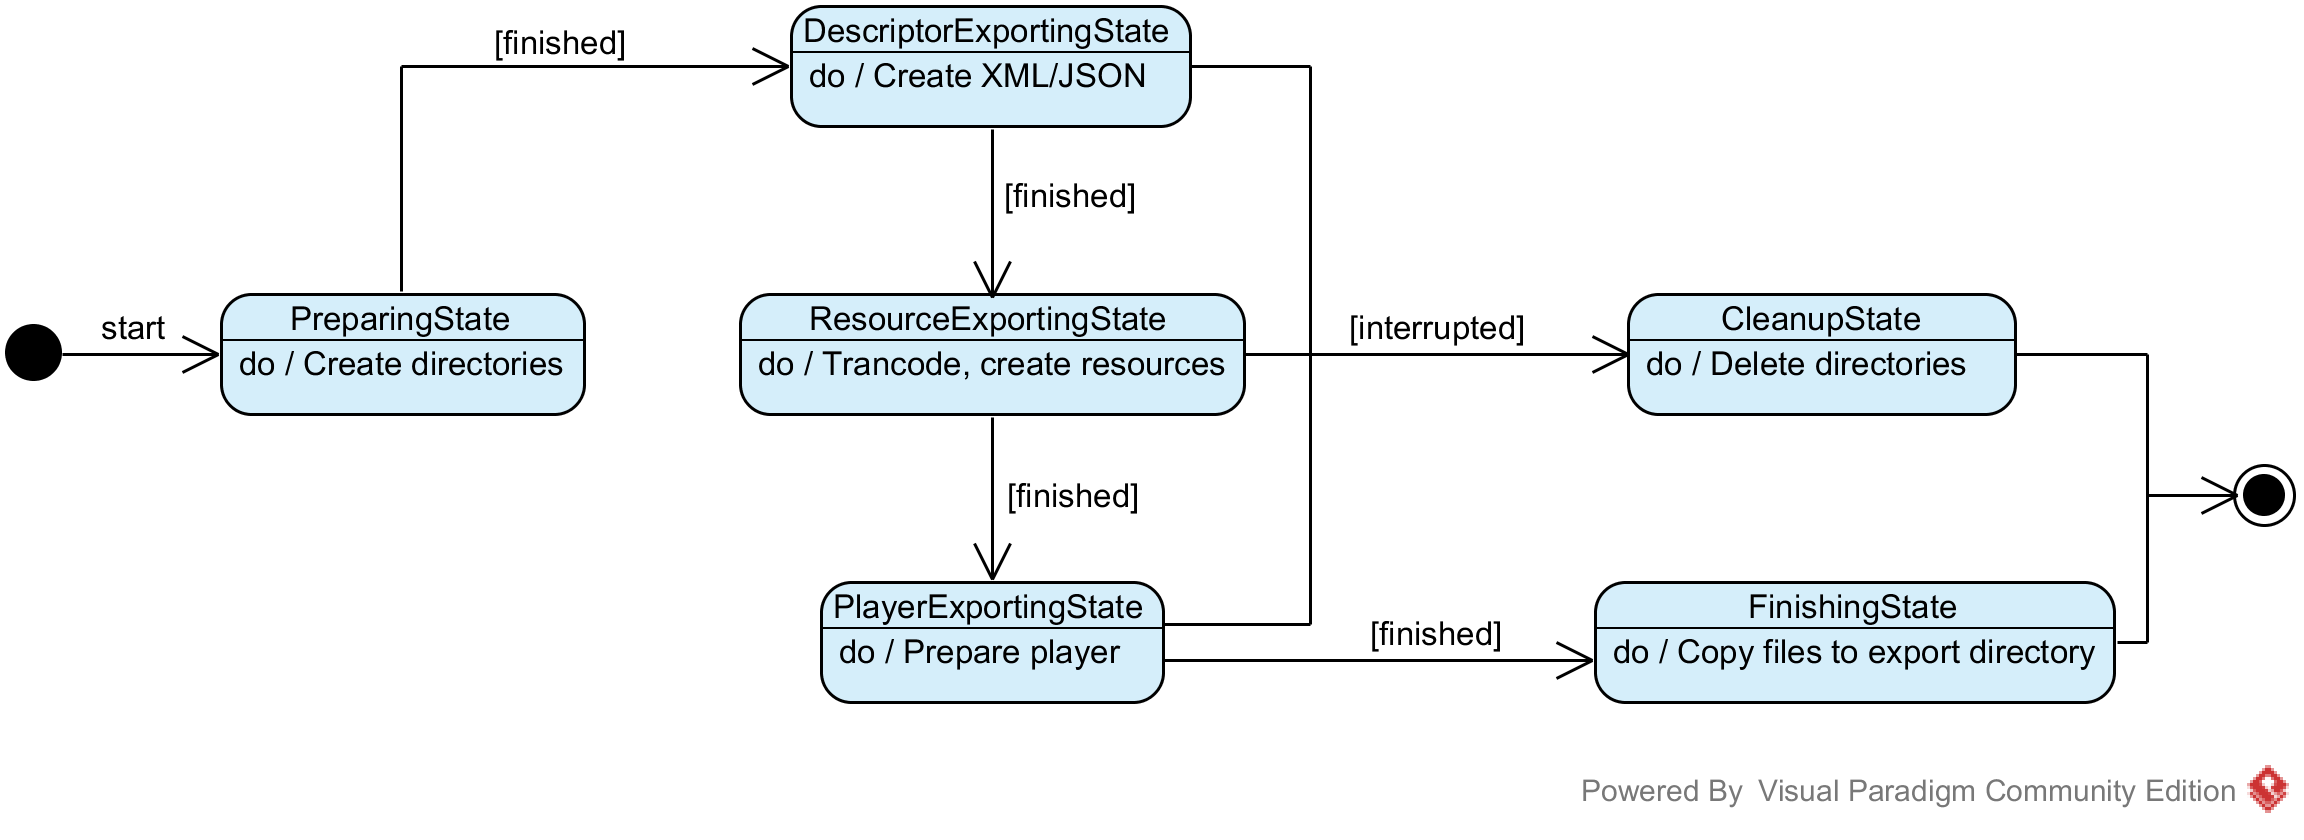 DescriptorExportingState
do / Create XML/JSON
[finished]
[finished]
start
PreparingState
do / Create directories
ResourceExportingState
do / Trancode, create resources
[interrupted]
CleanupState
do / Delete directories
[finished]
PlayerExportingState
do / Prepare player
[finished]
FinishingState
do / Copy files to export directory
Powered By Visual Paradigm Community Edition